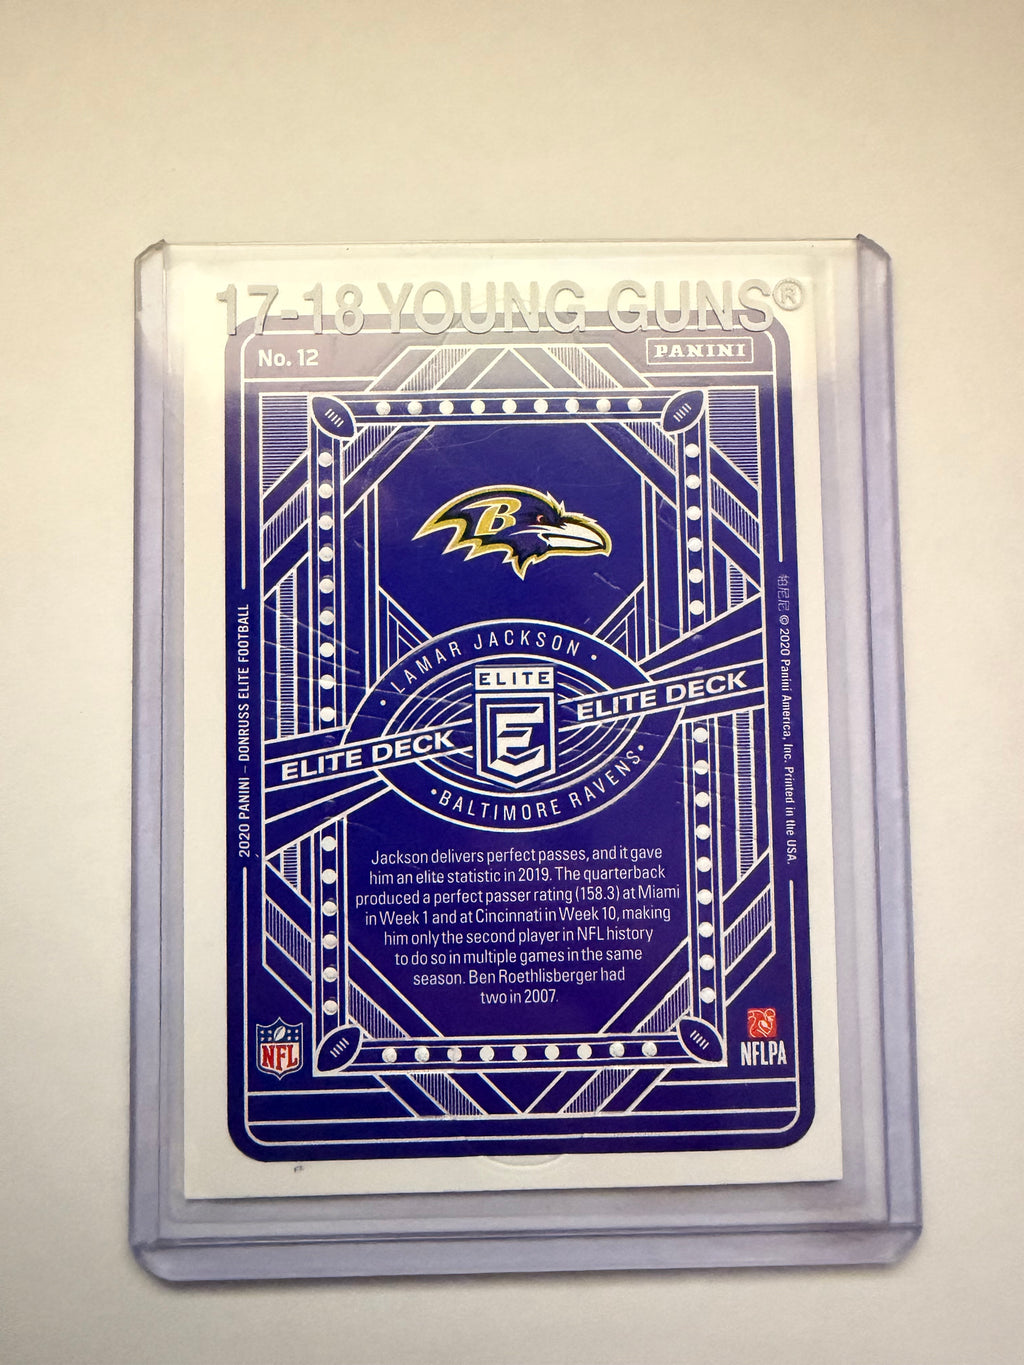 17-18 YOUNG GUNS®
No. 12
PANINI
B
LAMAR JACKSON
ELITE
E
ELITE DECK
ELITE DECK
BALTIMORE RAVENS
2020 PANINI – DONRUSS ELITE FOOTBALL
帕尼尼 © 2020 Panini America, Inc. Printed in the USA.
Jackson delivers perfect passes, and it gave
him an elite statistic in 2019. The quarterback
produced a perfect passer rating (158.3) at Miami
in Week 1 and at Cincinnati in Week 10, making
him only the second player in NFL history
to do so in multiple games in the same
season. Ben Roethlisberger had
two in 2007.
NFL
NFLPA